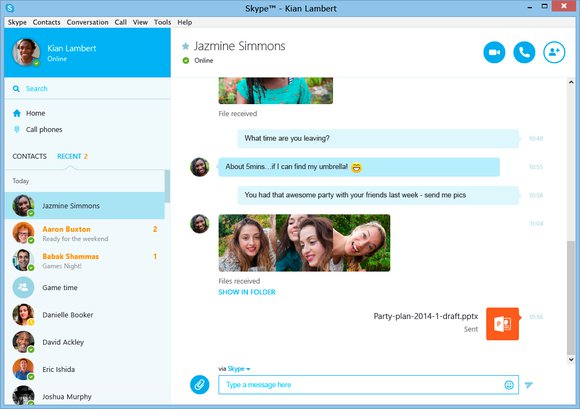 Skype™ - Kian Lambert
Skype Contacts Conversation Call View Tools Help
Kian Lambert
Online
Search
Home
Call phones
CONTACTS RECENT 2
Today
Jazmine Simmons
Aaron Buxton 2
Ready for the weekend
Babak Shammas 1
Games Night!
Game time
Danielle Booker
David Ackley
Eric Ishida
Joshua Murphy
Jazmine Simmons
Online
File received
What time are you leaving? 10:40
About 5mins...if I can find my umbrella! 10:55
You had that awesome party with your friends last week - send me pics 10:56
11:04
Files received
SHOW IN FOLDER
Party-plan-2014-1-draft.pptx 10:56
Sent
via Skype
Type a message here